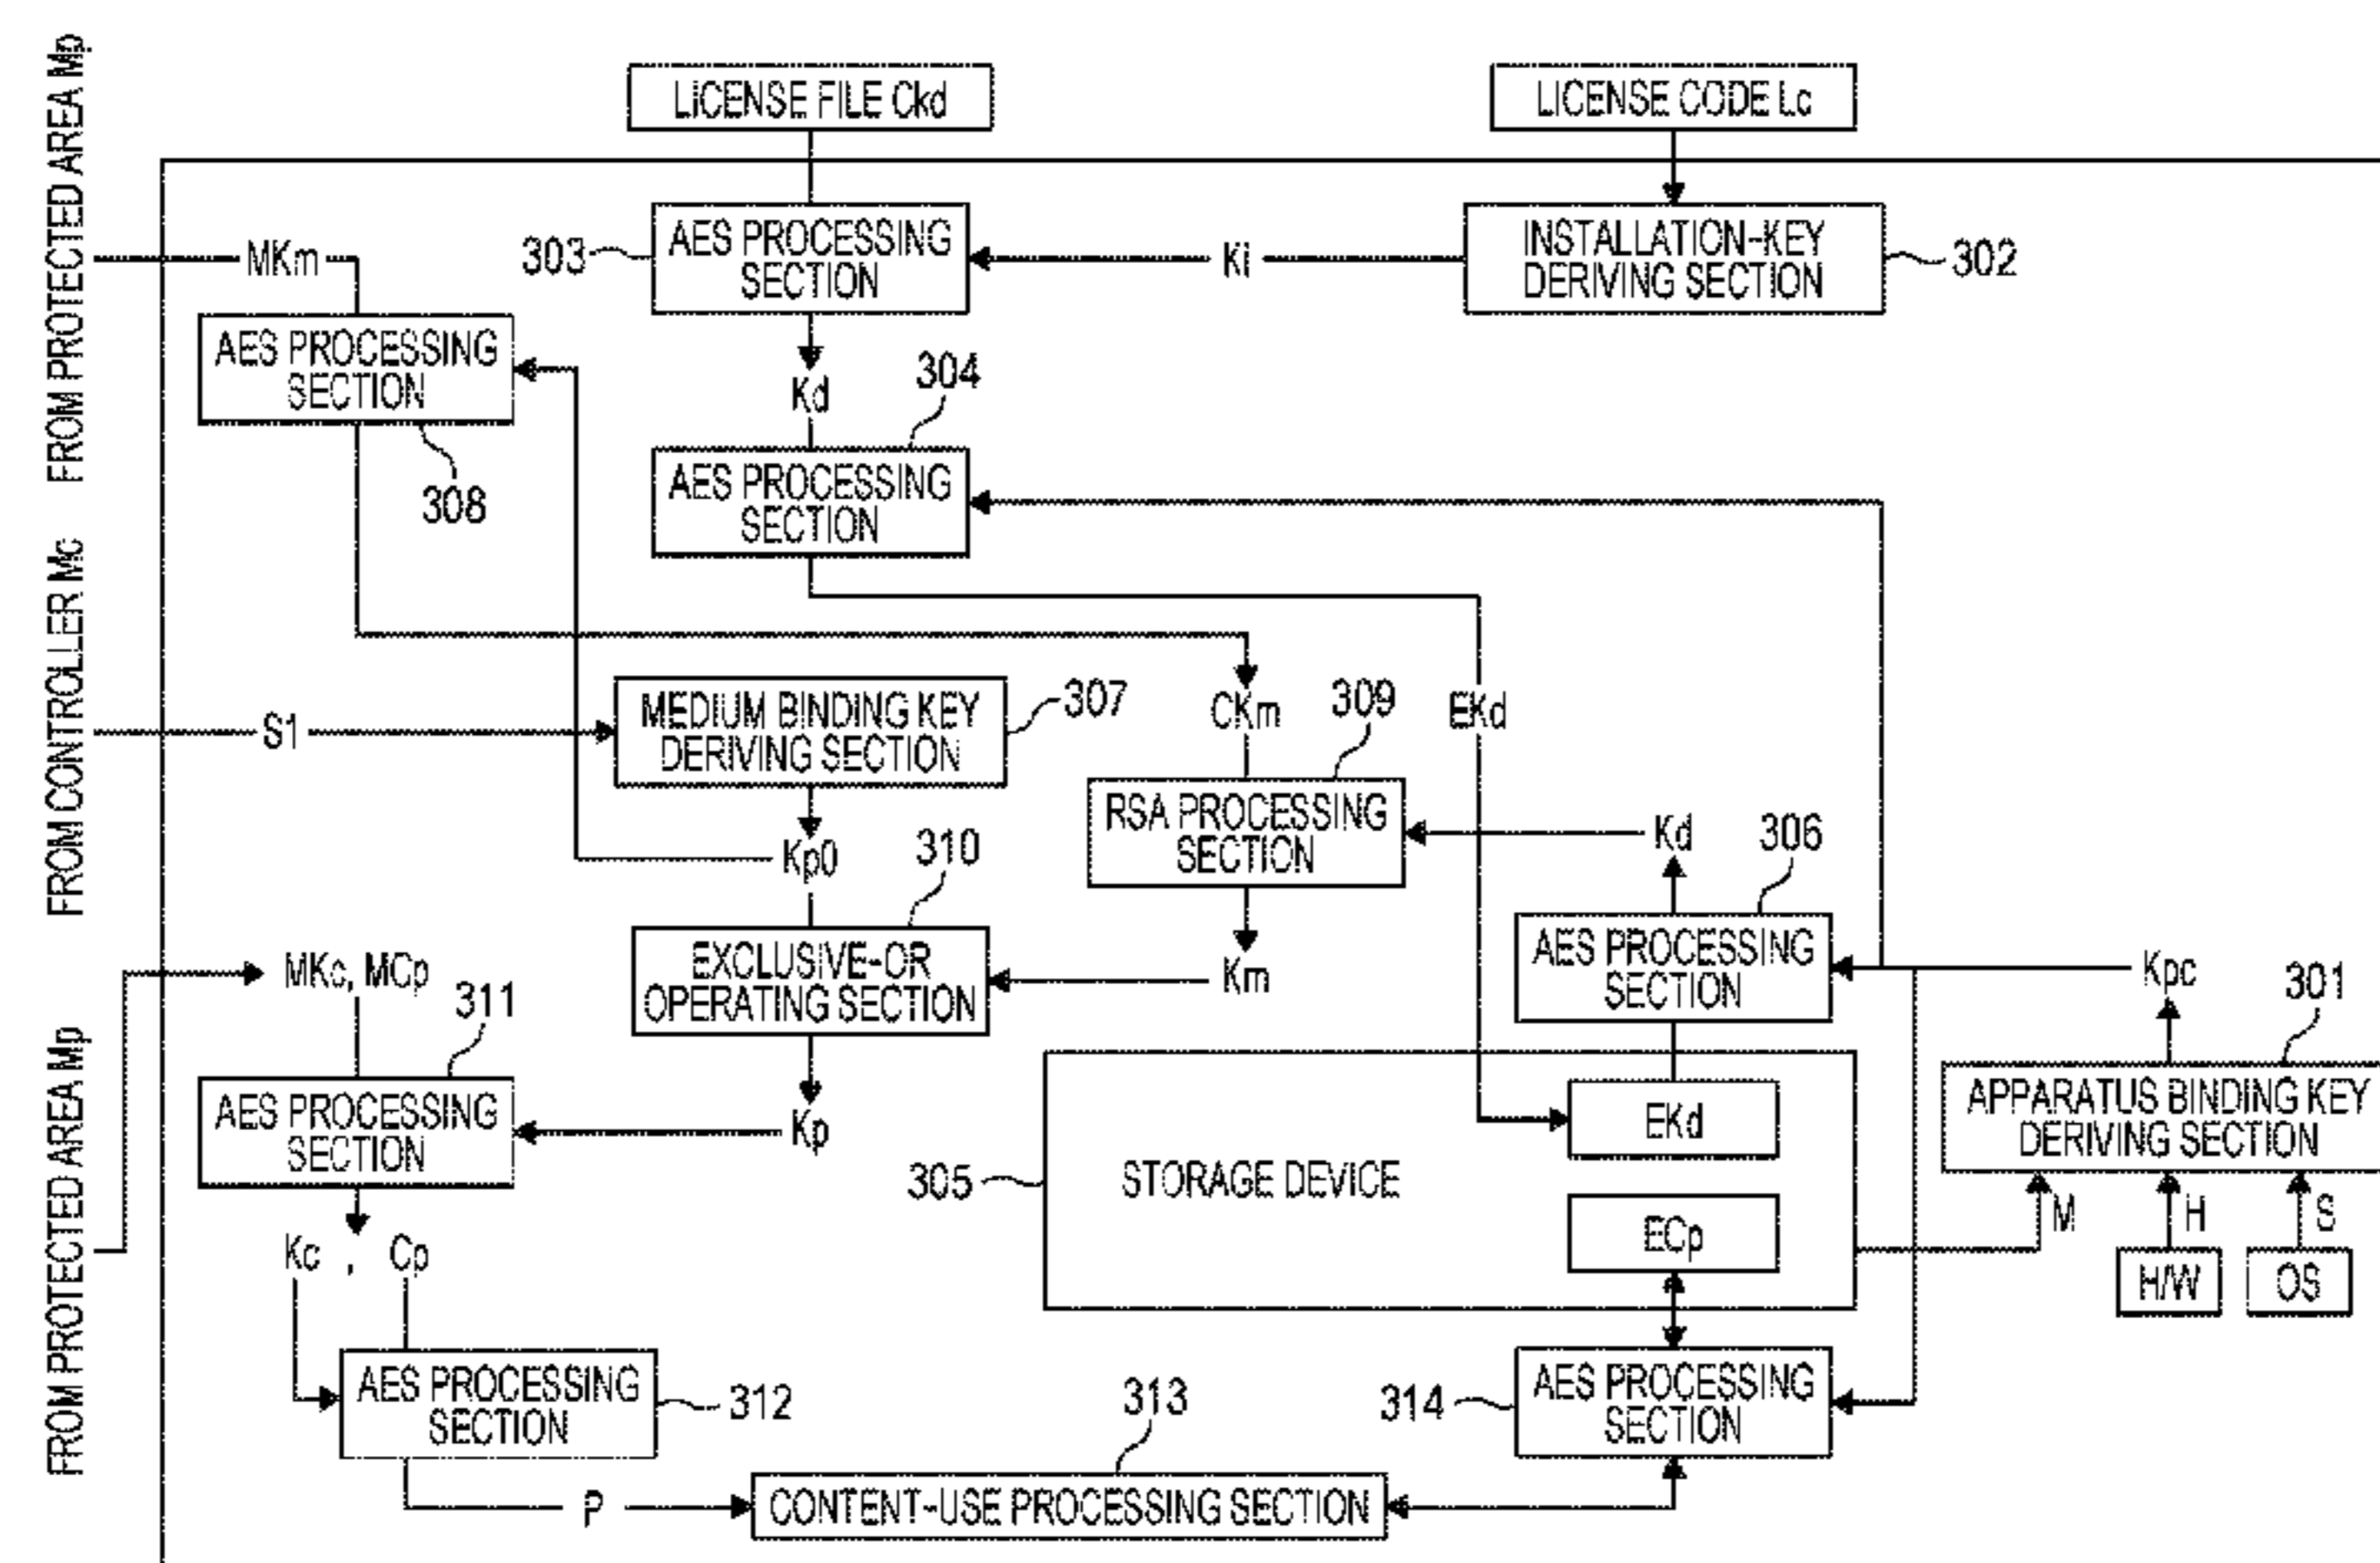 FROM PROTECTED AREA Mp
FROM CONTROLLER Mc
FROM PROTECTED AREA Mp
LICENSE FILE Ckd
LICENSE CODE Lc
MKm
303
AES PROCESSING
SECTION
Ki
INSTALLATION-KEY
DERIVING SECTION
302
AES PROCESSING
SECTION
308
Kd
304
AES PROCESSING
SECTION
S1
MEDIUM BINDING KEY
DERIVING SECTION
307
CKm
309
EKd
RSA PROCESSING
SECTION
Kd
306
Kp0
310
EXCLUSIVE-OR
OPERATING SECTION
Km
AES PROCESSING
SECTION
Kpc
301
MKc, MCp
311
AES PROCESSING
SECTION
Kp
APPARATUS BINDING KEY
DERIVING SECTION
305
STORAGE DEVICE
EKd
ECp
M
H
S
H/W
OS
Kc , Cp
AES PROCESSING
SECTION
312
313
314
AES PROCESSING
SECTION
P
CONTENT-USE PROCESSING SECTION